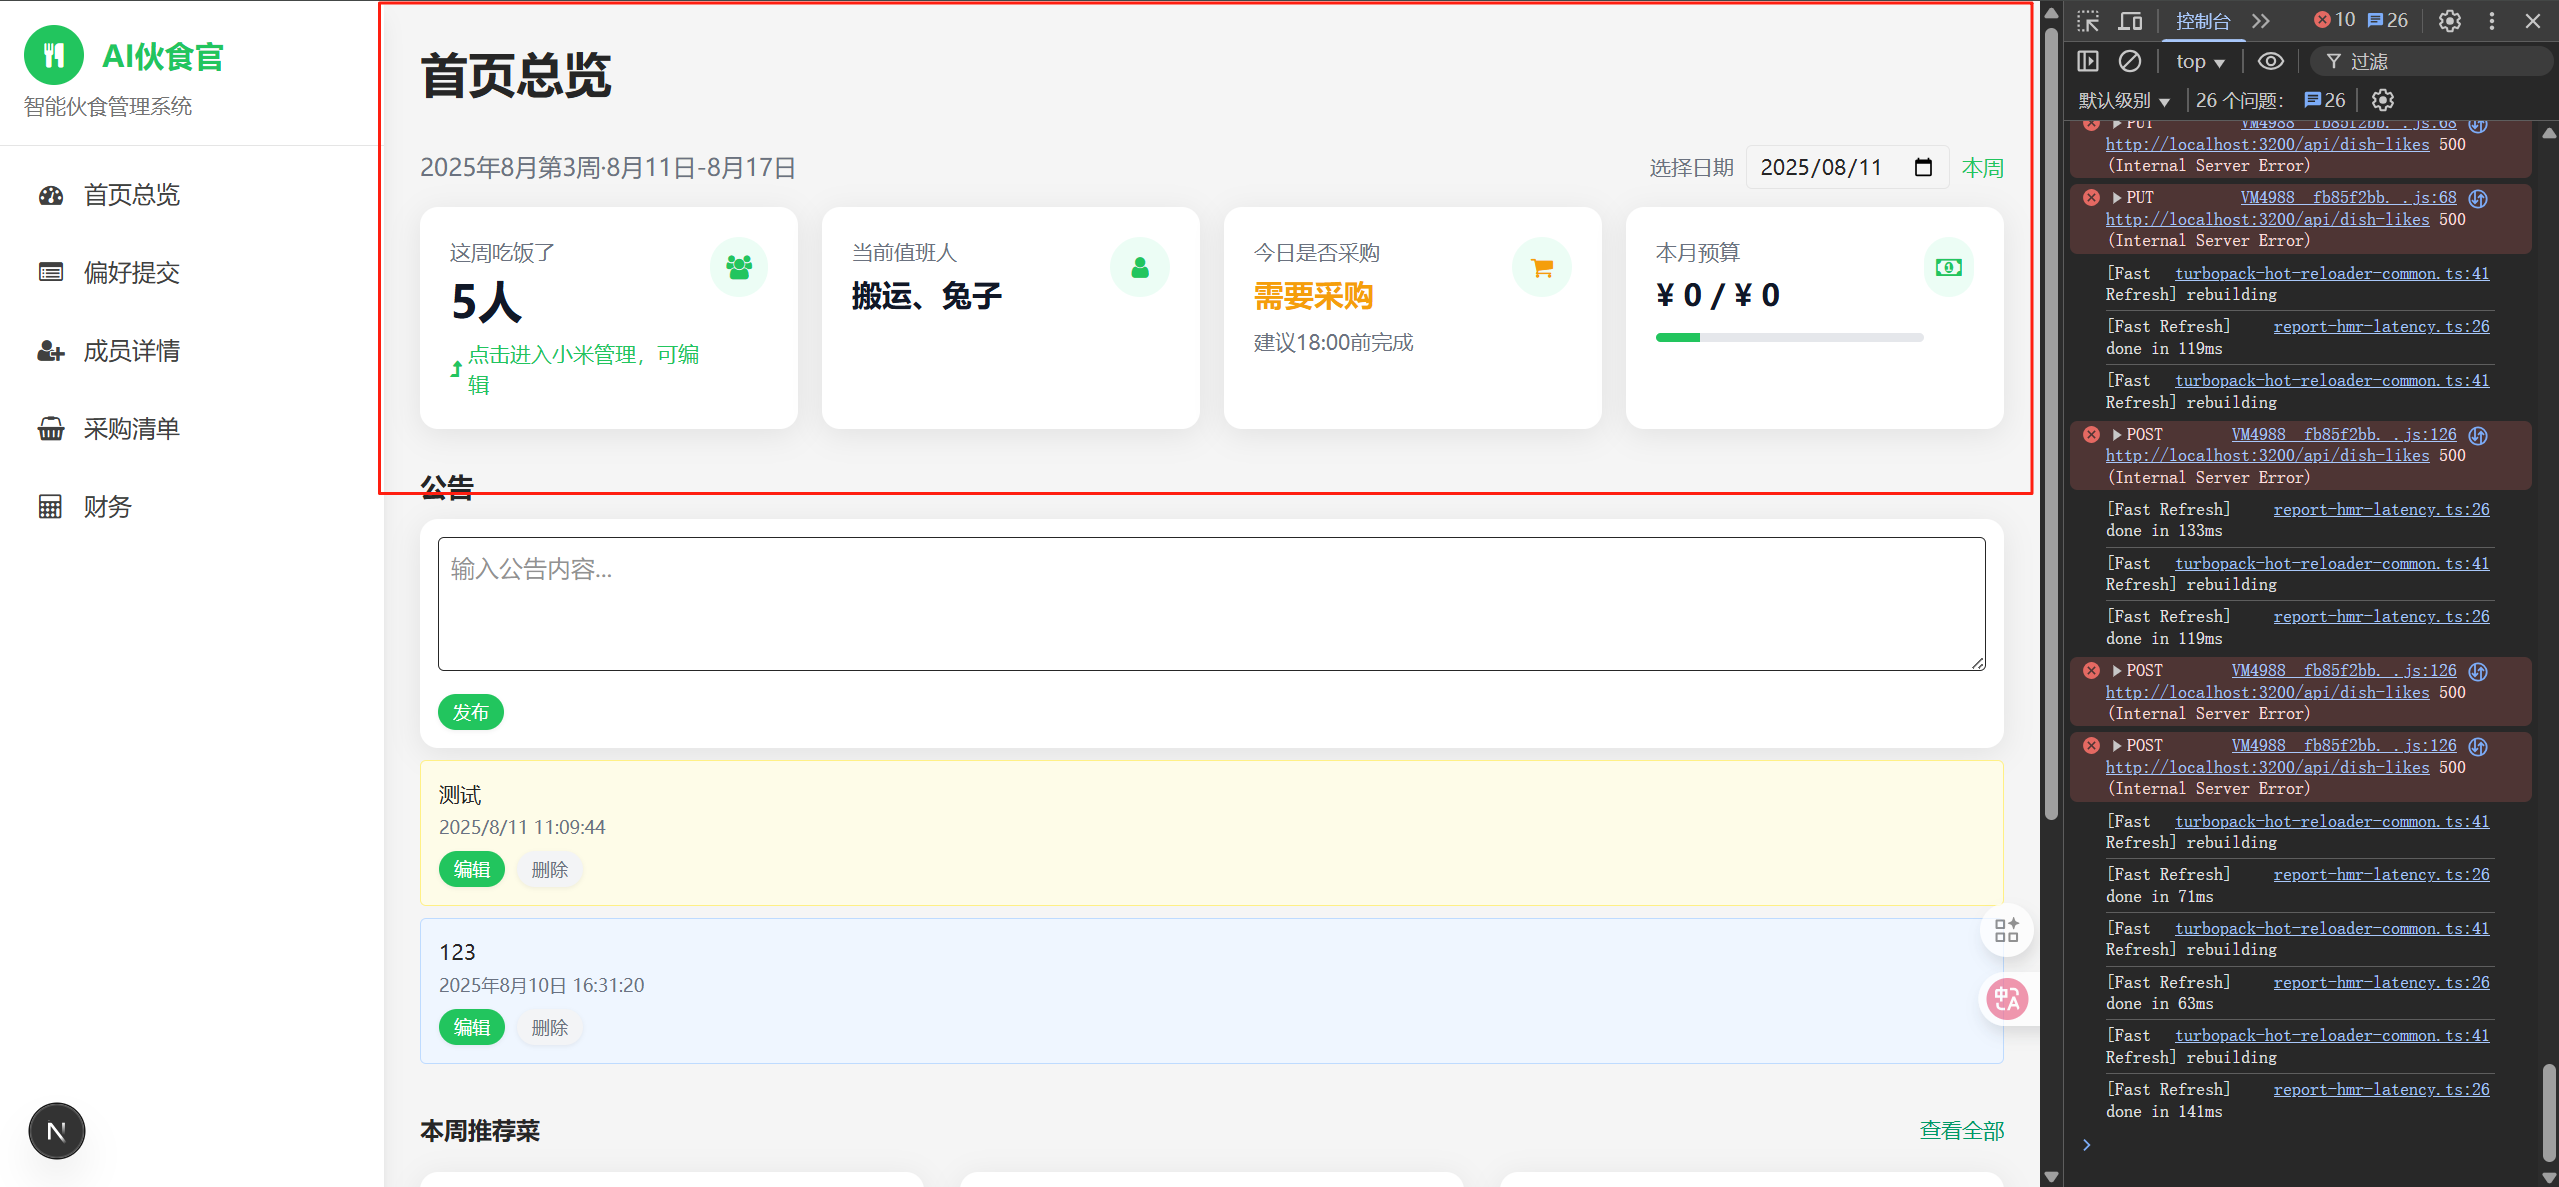 AI伙食官
智能伙食管理系统
首页总览
偏好提交
成员详情
采购清单
财务
N
首页总览
2025年8月第3周·8月11日-8月17日
选择日期 2025/08/11 本周
这周吃饭了
5人
点击进入小米管理，可编
辑
当前值班人
搬运、兔子
今日是否采购
需要采购
建议18:00前完成
本月预算
¥ 0 / ¥ 0
公告
输入公告内容...
发布
测试
2025/8/11 11:09:44
编辑 删除
123
2025年8月10日 16:31:20
编辑 删除
本周推荐菜
查看全部
中A
控制台 10 26
top 过滤
默认级别 26 个问题： 26
PUT VM4988 fb85f2bb. .js:68
http://localhost:3200/api/dish-likes 500
(Internal Server Error)
PUT VM4988 fb85f2bb. .js:68
http://localhost:3200/api/dish-likes 500
(Internal Server Error)
[Fast turbopack-hot-reloader-common.ts:41
Refresh] rebuilding
[Fast Refresh] report-hmr-latency.ts:26
done in 119ms
[Fast turbopack-hot-reloader-common.ts:41
Refresh] rebuilding
POST VM4988 fb85f2bb. .js:126
http://localhost:3200/api/dish-likes 500
(Internal Server Error)
[Fast Refresh] report-hmr-latency.ts:26
done in 133ms
[Fast turbopack-hot-reloader-common.ts:41
Refresh] rebuilding
[Fast Refresh] report-hmr-latency.ts:26
done in 119ms
POST VM4988 fb85f2bb. .js:126
http://localhost:3200/api/dish-likes 500
(Internal Server Error)
POST VM4988 fb85f2bb. .js:126
http://localhost:3200/api/dish-likes 500
(Internal Server Error)
[Fast turbopack-hot-reloader-common.ts:41
Refresh] rebuilding
[Fast Refresh] report-hmr-latency.ts:26
done in 71ms
[Fast turbopack-hot-reloader-common.ts:41
Refresh] rebuilding
[Fast Refresh] report-hmr-latency.ts:26
done in 63ms
[Fast turbopack-hot-reloader-common.ts:41
Refresh] rebuilding
[Fast Refresh] report-hmr-latency.ts:26
done in 141ms